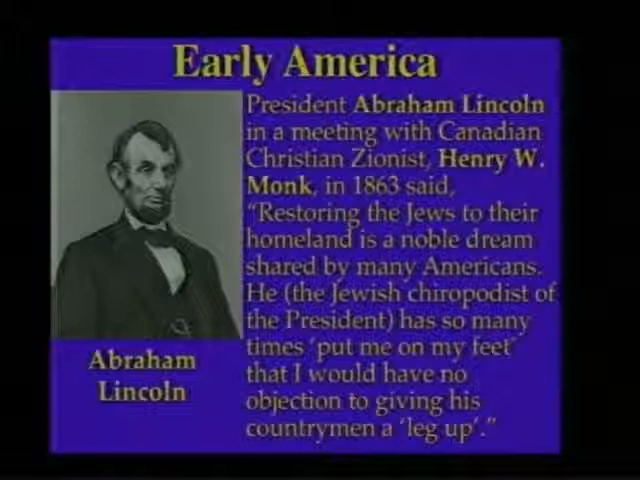 Early America
President Abraham Lincoln
in a meeting with Canadian
Christian Zionist, Henry W.
Monk, in 1863 said,
“Restoring the Jews to their
homeland is a noble dream
shared by many Americans.
He (the Jewish chiropodist of
the President) has so many
times ‘put me on my feet’
that I would have no
objection to giving his
countrymen a ‘leg up’.”
Abraham
Lincoln